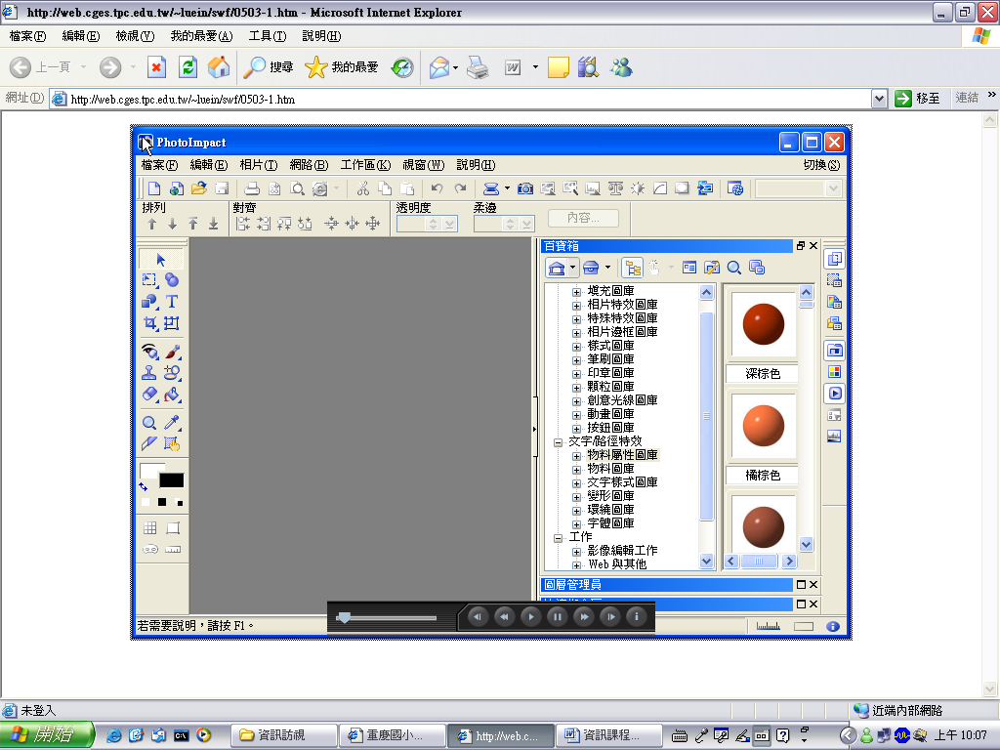 http://web.cges.tpc.edu.tw/~luein/swf/0503-1.htm - Microsoft Internet Explorer
檔案(F) 編輯(E) 檢視(V) 我的最愛(A) 工具(T) 說明(H)
上一頁 搜尋 我的最愛
網址(D) http://web.cges.tpc.edu.tw/~luein/swf/0503-1.htm 移至 連結 »
PhotoImpact
檔案(F) 編輯(E) 相片(T) 網路(B) 工作區(K) 視窗(W) 說明(H) 切換(S)
排列 對齊 透明度 柔邊
內容...
百寶箱
填充圖庫
相片特效圖庫
特殊特效圖庫
相片邊框圖庫
樣式圖庫
筆刷圖庫
印章圖庫
顆粒圖庫
創意光線圖庫
動畫圖庫
按鈕圖庫
文字/路徑特效
物料屬性圖庫
物料圖庫
文字樣式圖庫
變形圖庫
環繞圖庫
字體圖庫
工作
影像編輯工作
Web 與其他
深棕色
橘棕色
圖層管理員
若需要說明，請按 F1。
未登入 近端內部網路
開始 資訊訪視 重慶國小... http://web.c... 資訊課程... 上午 10:07